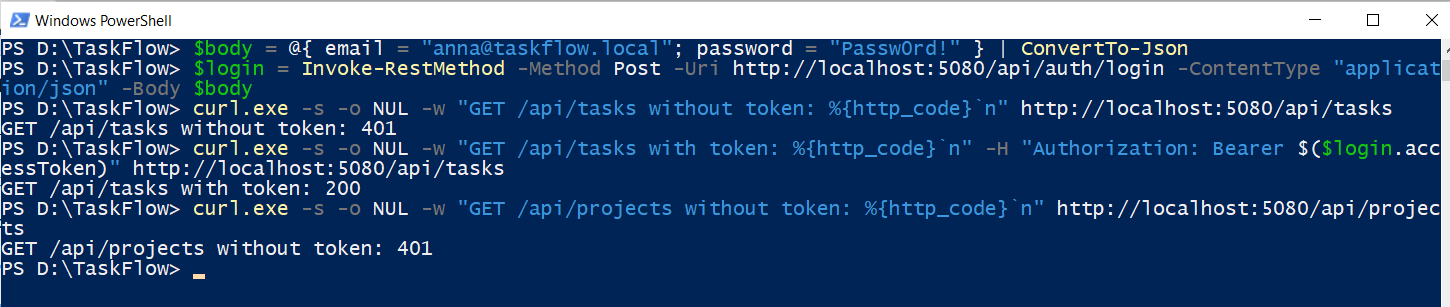 Windows PowerShell
PS D:\TaskFlow> $body = @{ email = "anna@taskflow.local"; password = "Passw0rd!" } | ConvertTo-Json
PS D:\TaskFlow> $login = Invoke-RestMethod -Method Post -Uri http://localhost:5080/api/auth/login -ContentType "applicat
ion/json" -Body $body
PS D:\TaskFlow> curl.exe -s -o NUL -w "GET /api/tasks without token: %{http_code}`n" http://localhost:5080/api/tasks
GET /api/tasks without token: 401
PS D:\TaskFlow> curl.exe -s -o NUL -w "GET /api/tasks with token: %{http_code}`n" -H "Authorization: Bearer $($login.acc
essToken)" http://localhost:5080/api/tasks
GET /api/tasks with token: 200
PS D:\TaskFlow> curl.exe -s -o NUL -w "GET /api/projects without token: %{http_code}`n" http://localhost:5080/api/projec
ts
GET /api/projects without token: 401
PS D:\TaskFlow>